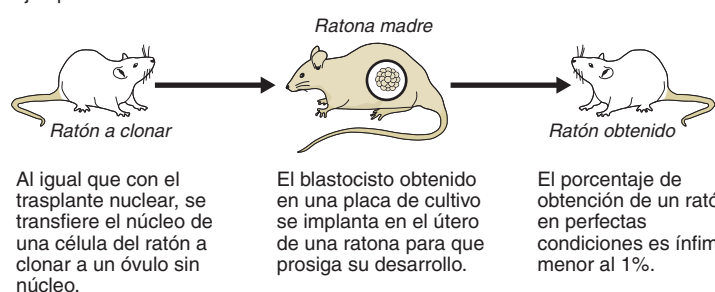 Ratona madre
Ratón a clonar
Ratón obtenido
Al igual que con el
trasplante nuclear, se
transfiere el núcleo de
una célula del ratón a
clonar a un óvulo sin
núcleo.
El blastocisto obtenido
en una placa de cultivo
se implanta en el útero
de una ratona para que
prosiga su desarrollo.
El porcentaje de
obtención de un
en perfectas
condiciones es
menor al 1%.